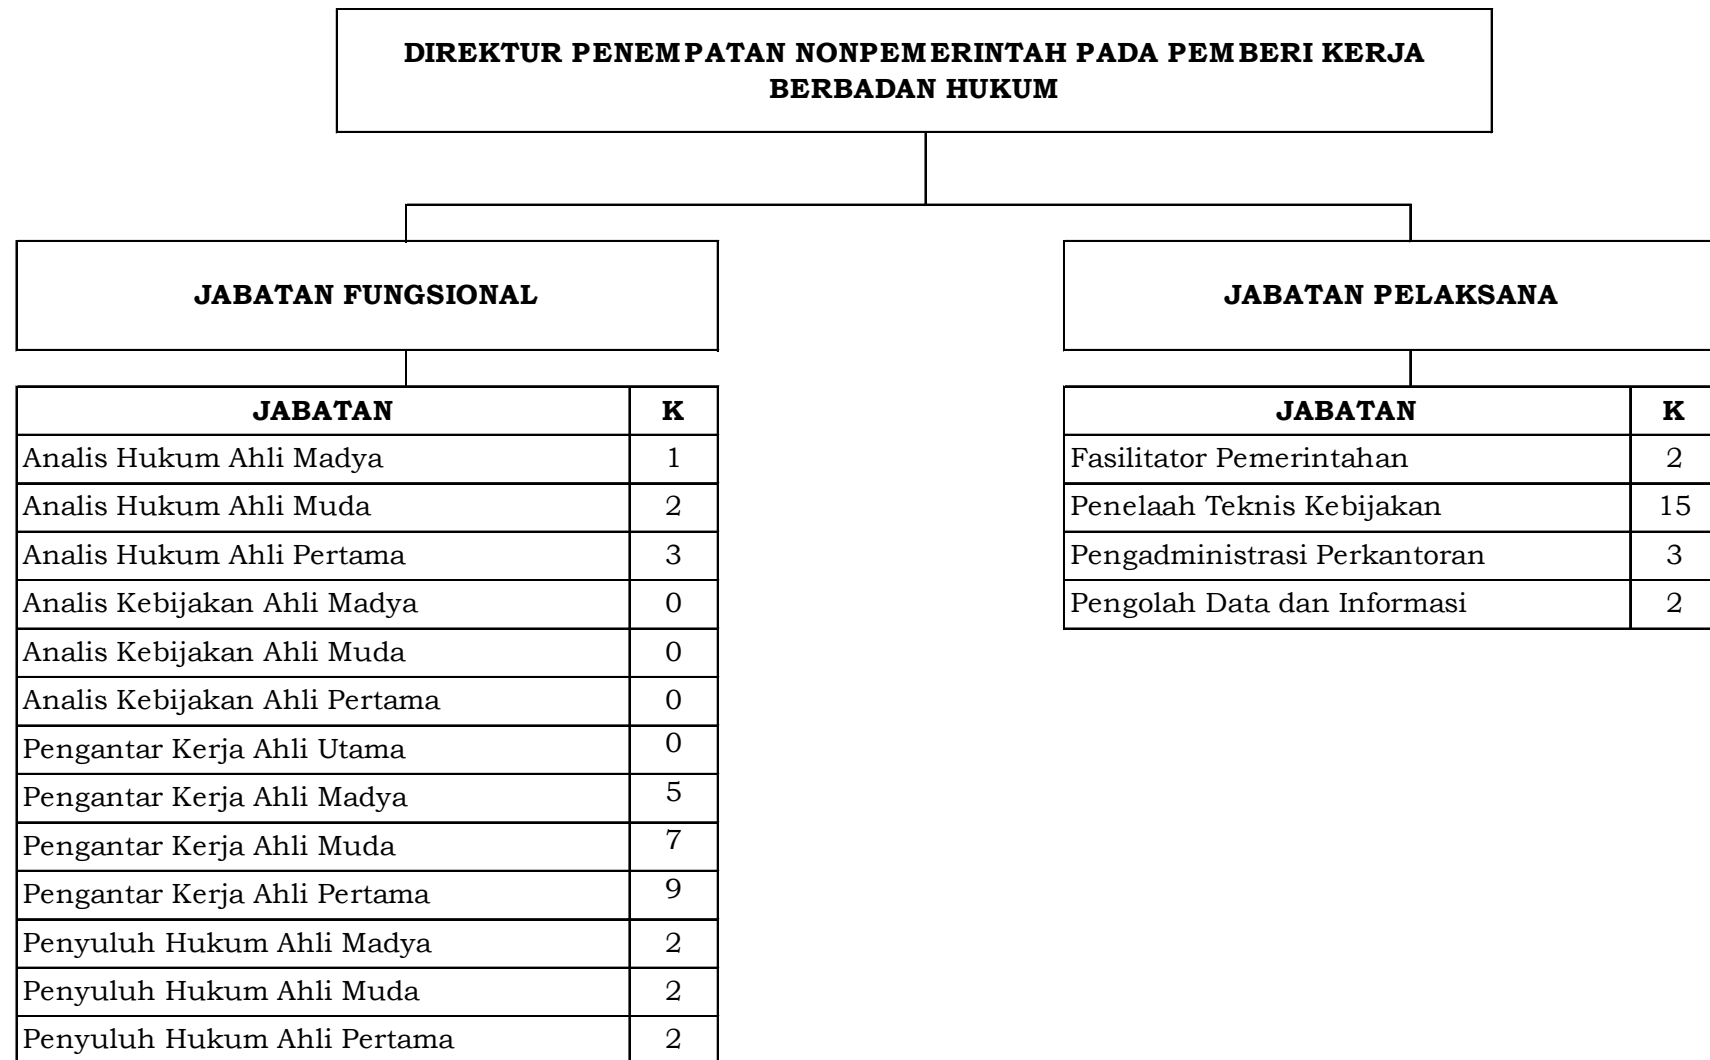 DIREKTUR PENEMPATAN NONPEMERINTAH PADA PEMBERI KERJA
BERBADAN HUKUM
JABATAN FUNGSIONAL
JABATAN K
Analis Hukum Ahli Madya 1
Analis Hukum Ahli Muda 2
Analis Hukum Ahli Pertama 3
Analis Kebijakan Ahli Madya 0
Analis Kebijakan Ahli Muda 0
Analis Kebijakan Ahli Pertama 0
Pengantar Kerja Ahli Utama 0
Pengantar Kerja Ahli Madya 5
Pengantar Kerja Ahli Muda 7
Pengantar Kerja Ahli Pertama 9
Penyuluh Hukum Ahli Madya 2
Penyuluh Hukum Ahli Muda 2
Penyuluh Hukum Ahli Pertama 2
JABATAN PELAKSANA
JABATAN K
Fasilitator Pemerintahan 2
Penelaah Teknis Kebijakan 15
Pengadministrasi Perkantoran 3
Pengolah Data dan Informasi 2